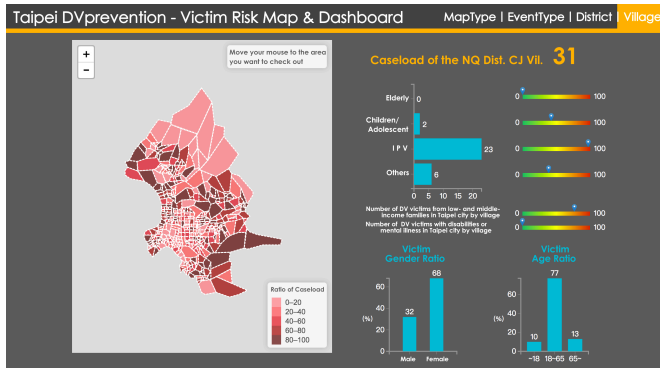 Taipei DVprevention - Victim Risk Map & Dashboard
MapType | EventType | District | Village
+
−
Move your mouse to the area
you want to check out
Ratio of Caseload
0–20
20–40
40–60
60–80
80–100
Caseload of the NQ Dist. CJ Vil. 31
Elderly 0
Children/
Adolescent 2
I P V 23
Others 6
0 5 10 15 20
0 100
0 100
0 100
0 100
Number of DV victims from low- and middle-
income families in Taipei city by village
0 100
Number of DV victims with disabilities or
mental illness in Taipei city by village
0 100
Victim
Gender Ratio
68
60
40
32
(%)
20
0
Male Female
Victim
Age Ratio
77
60
40
(%)
20
10
13
0
~18 18~65 65~